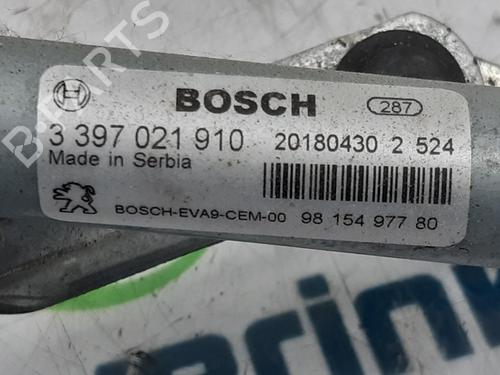 B-PARTS
BOSCH 287
3 397 021 910 20180430 2 524
Made in Serbia
BOSCH-EVA9-CEM-00 98 154 977 80